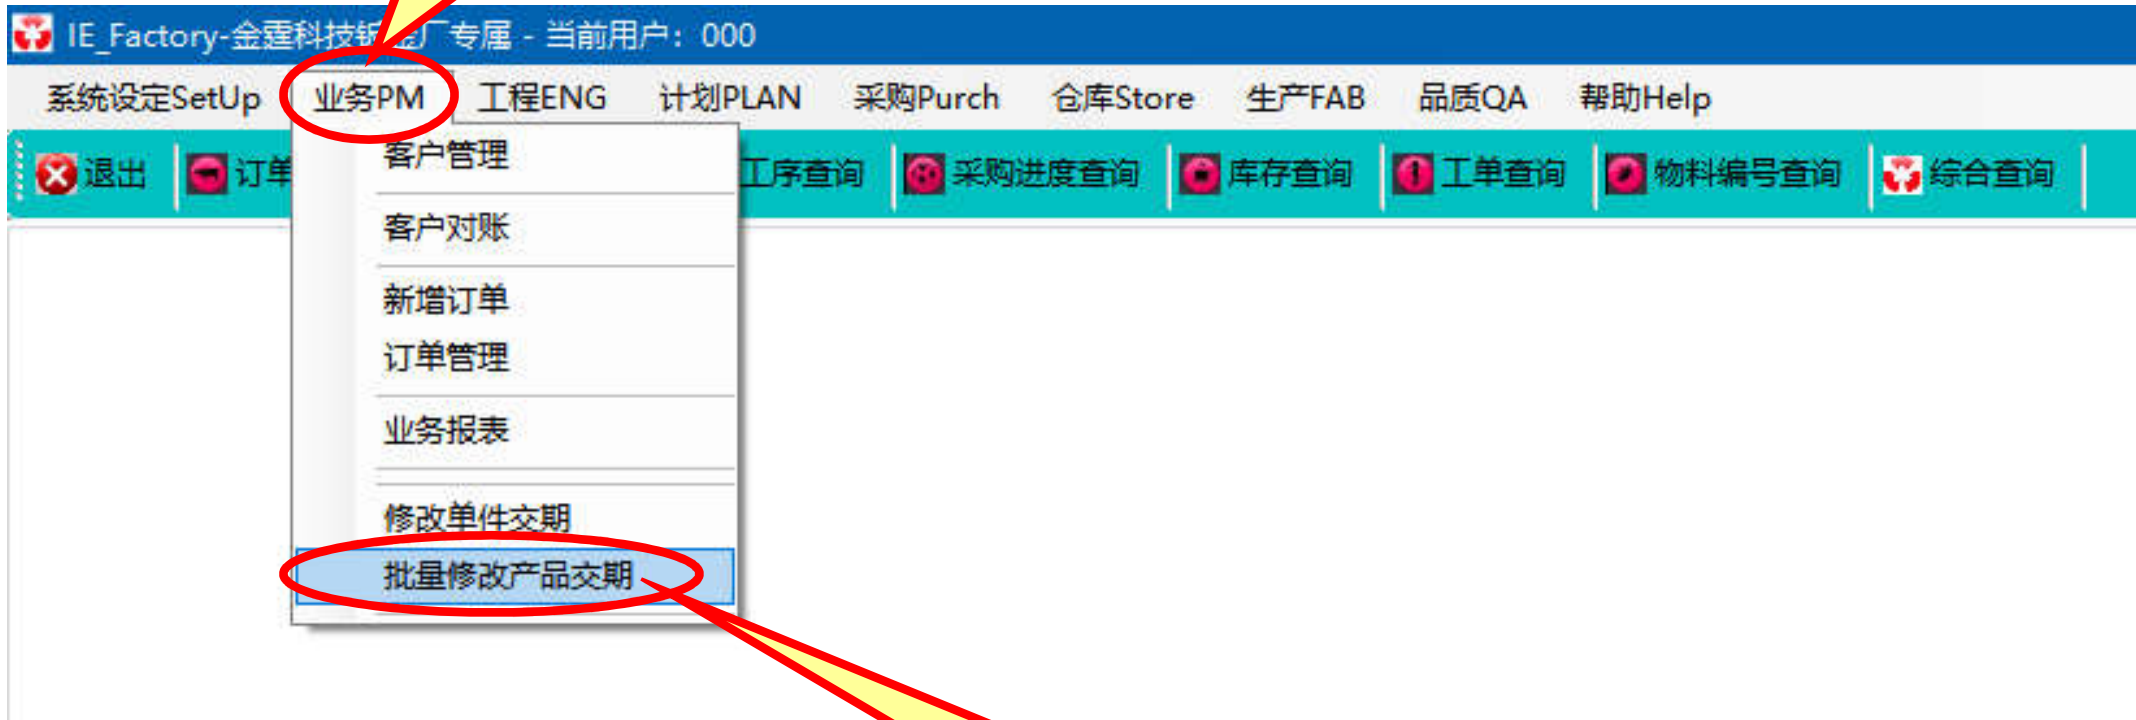 IE_Factory-金霆科技钣金厂专属 - 当前用户：000
系统设定SetUp 业务PM 工程ENG 计划PLAN 采购Purch 仓库Store 生产FAB 品质QA 帮助Help
退出 订单 工序查询 采购进度查询 库存查询 工单查询 物料编号查询 综合查询
客户管理
客户对账
新增订单
订单管理
业务报表
修改单件交期
批量修改产品交期